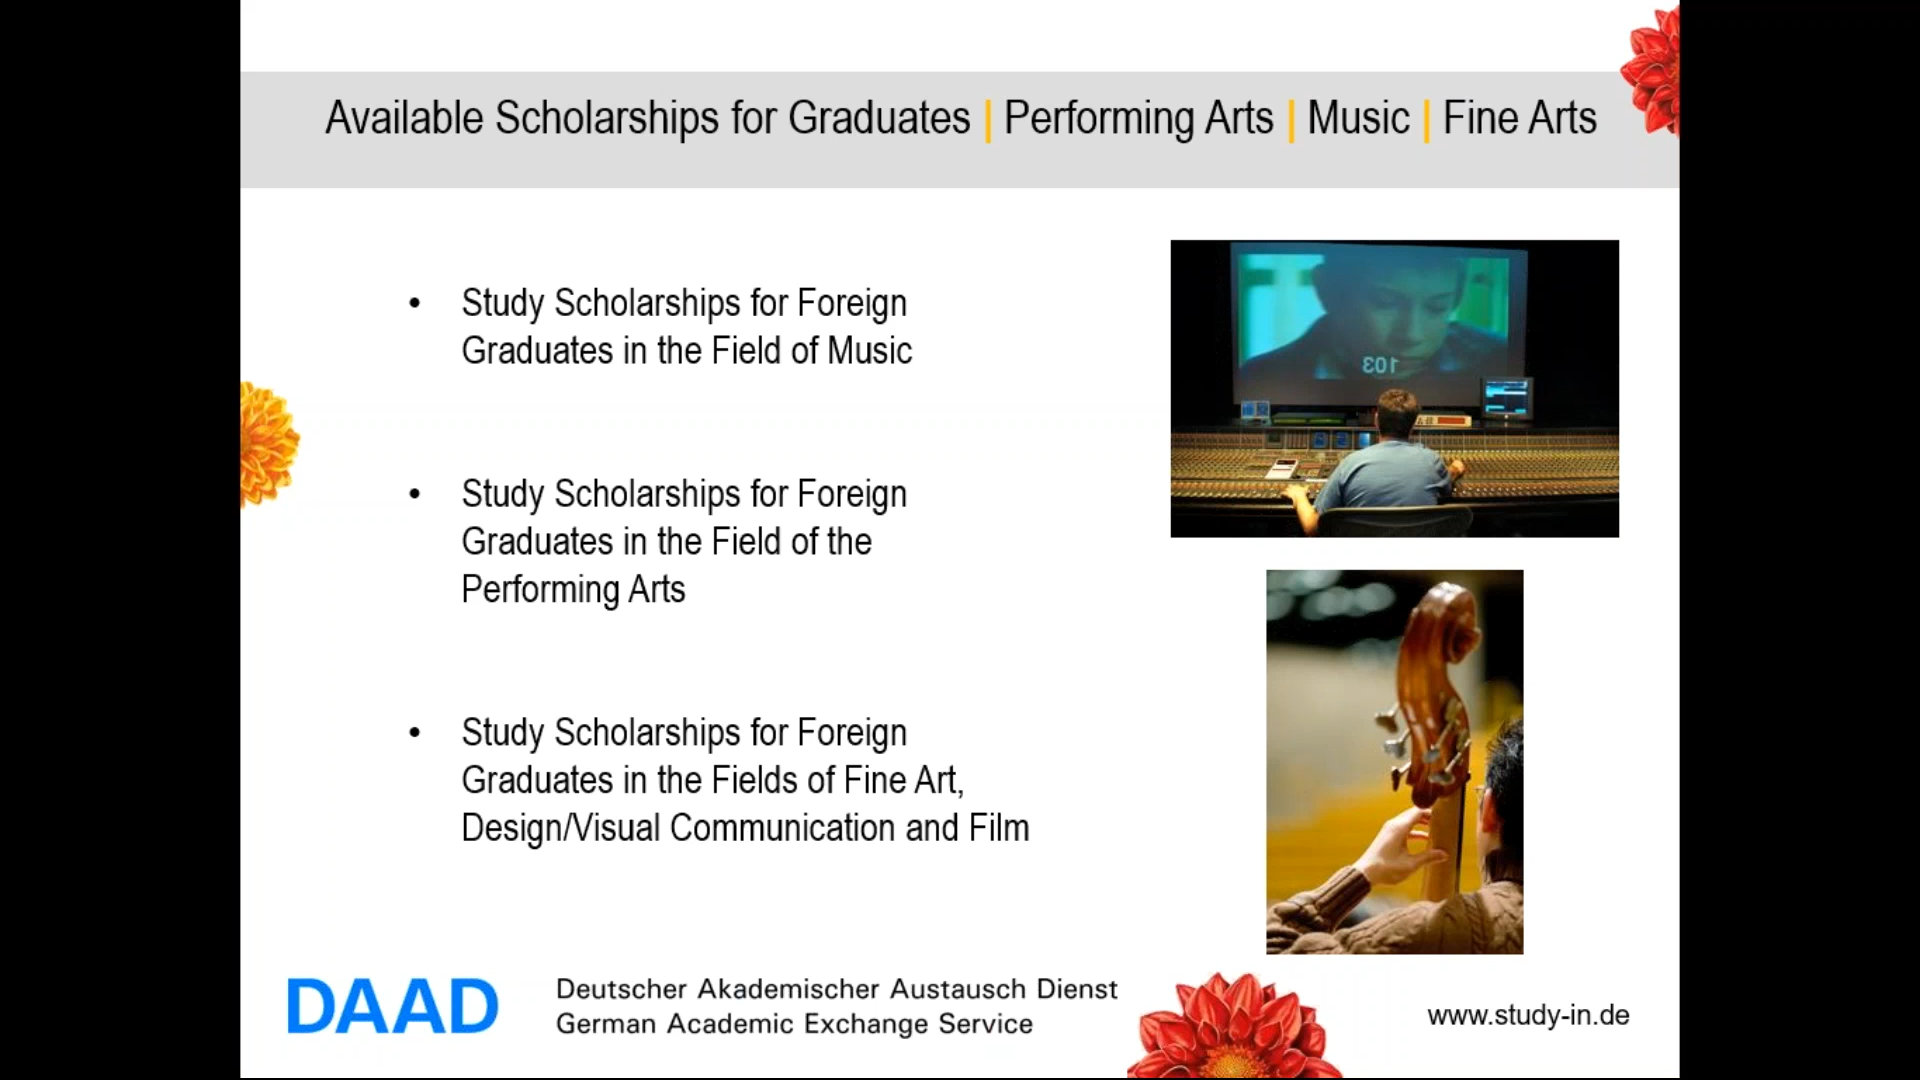 Available Scholarships for Graduates | Performing Arts | Music | Fine Arts
• Study Scholarships for Foreign
Graduates in the Field of Music
• Study Scholarships for Foreign
Graduates in the Field of the
Performing Arts
• Study Scholarships for Foreign
Graduates in the Fields of Fine Art,
Design/Visual Communication and Film
103
DAAD
Deutscher Akademischer Austausch Dienst
German Academic Exchange Service
www.study-in.de